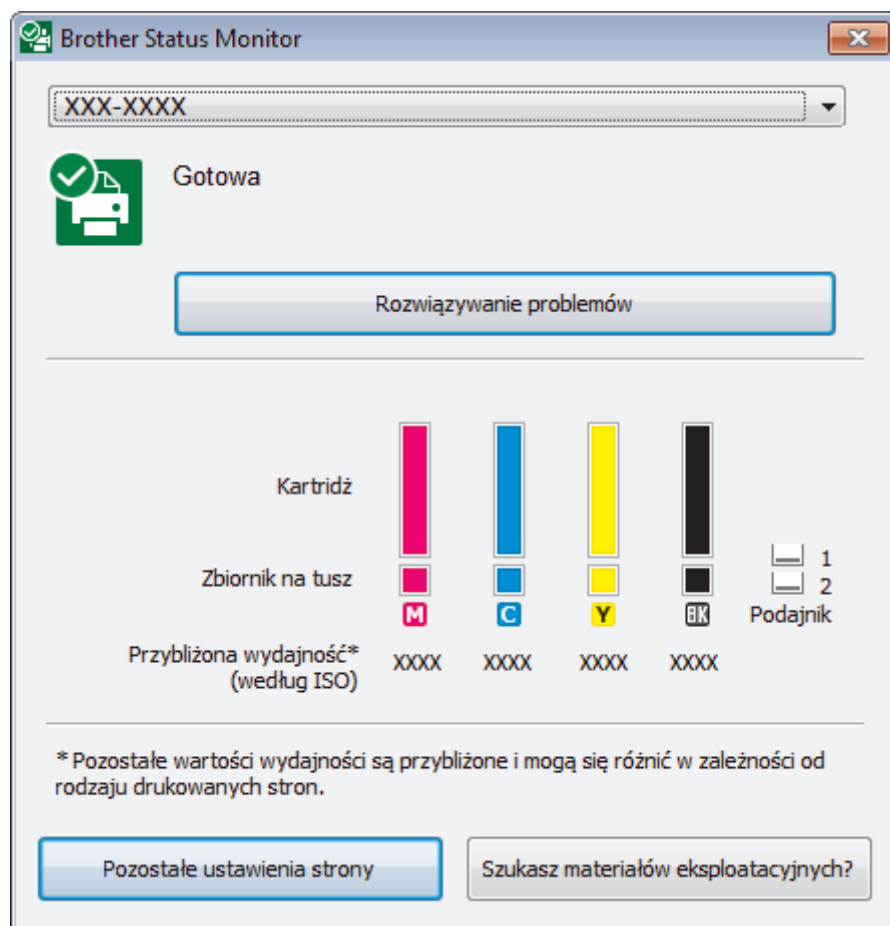 Brother Status Monitor
XXX-XXXX
Gotowa
Rozwiązywanie problemów
Kartridż
1
Zbiornik na tusz
2
M C Y BK Podajnik
Przybliżona wydajność* XXXX XXXX XXXX XXXX
(według ISO)
* Pozostałe wartości wydajności są przybliżone i mogą się różnić w zależności od
rodzaju drukowanych stron.
Pozostałe ustawienia strony Szukasz materiałów eksploatacyjnych?